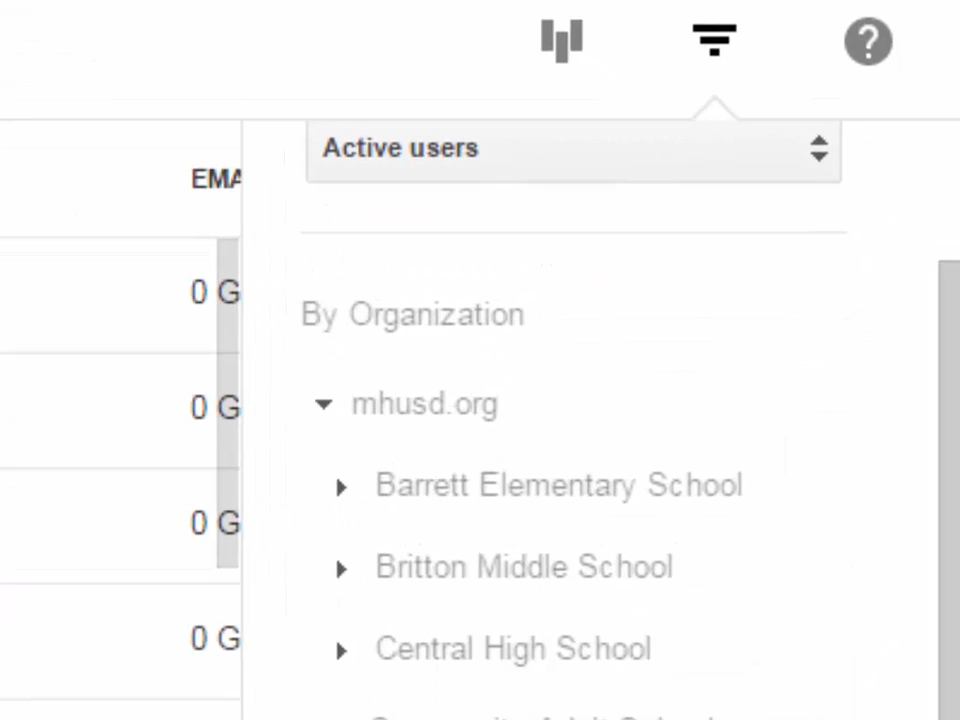 Active users
EMA
0 G
By Organization
0 G
mhusd.org
Barrett Elementary School
0 G
Britton Middle School
0 G
Central High School